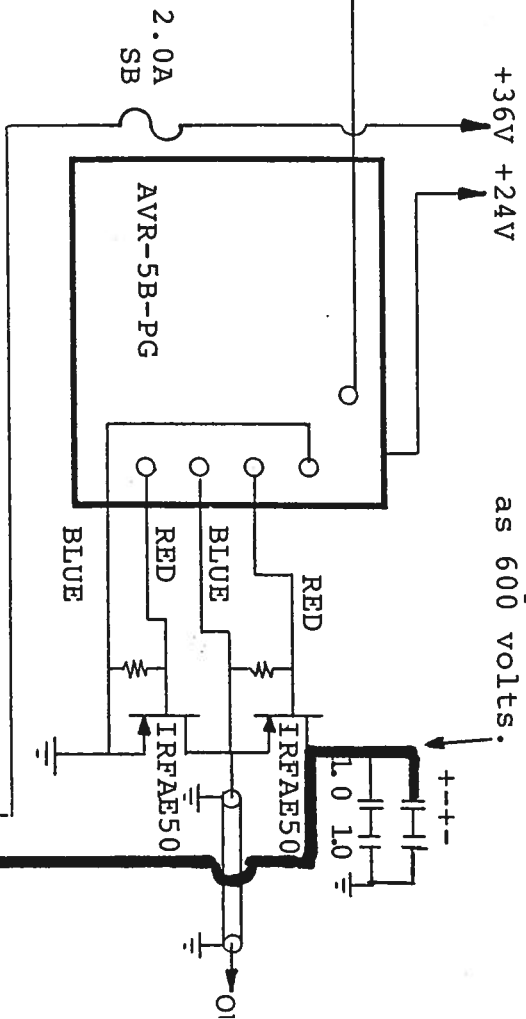 +36V
+24V
2.0A
SB
AVR-5B-PG
as 600 volts.
RED
BLUE
RED
BLUE
IRFAE50
IRFAE50
+-+-
1.0
1.0